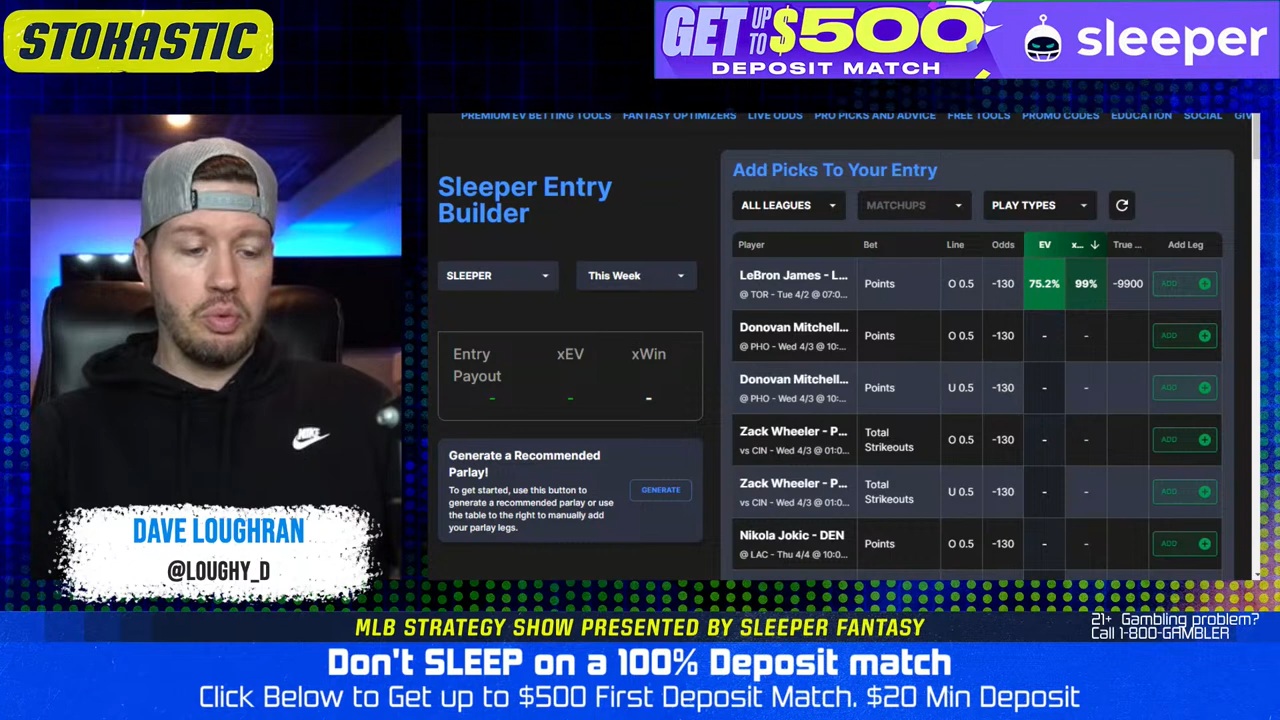 STOKASTIC
GET UP TO $500
DEPOSIT MATCH
sleeper
PREMIUM EV BETTING TOOLS FANTASY OPTIMIZERS LIVE ODDS PRO PICKS AND ADVICE FREE TOOLS PROMO CODES EDUCATION SOCIAL GIV
Sleeper Entry
Builder
SLEEPER
This Week
Entry
Payout
xEV
xWin
-
-
-
Generate a Recommended
Parlay!
To get started, use this button to
generate a recommended parlay or use
the table to the right to manually add
your parlay legs.
GENERATE
Add Picks To Your Entry
ALL LEAGUES
MATCHUPS
PLAY TYPES
Player Bet Line Odds EV x... True ... Add Leg
LeBron James - L... Points O 0.5 -130 75.2% 99% -9900 ADD
@ TOR - Tue 4/2 @ 07:0...
Donovan Mitchell... Points O 0.5 -130 - - ADD
@ PHO - Wed 4/3 @ 10:...
Donovan Mitchell... Points U 0.5 -130 - - ADD
@ PHO - Wed 4/3 @ 10:...
Zack Wheeler - P... Total Strikeouts O 0.5 -130 - - ADD
vs CIN - Wed 4/3 @ 01:0...
Zack Wheeler - P... Total Strikeouts U 0.5 -130 - - ADD
vs CIN - Wed 4/3 @ 01:0...
Nikola Jokic - DEN Points O 0.5 -130 - - ADD
@ LAC - Thu 4/4 @ 10:0...
DAVE LOUGHRAN
@LOUGHY_D
MLB STRATEGY SHOW PRESENTED BY SLEEPER FANTASY
21+ Gambling problem?
Call 1-800-GAMBLER
Don't SLEEP on a 100% Deposit match
Click Below to Get up to $500 First Deposit Match. $20 Min Deposit